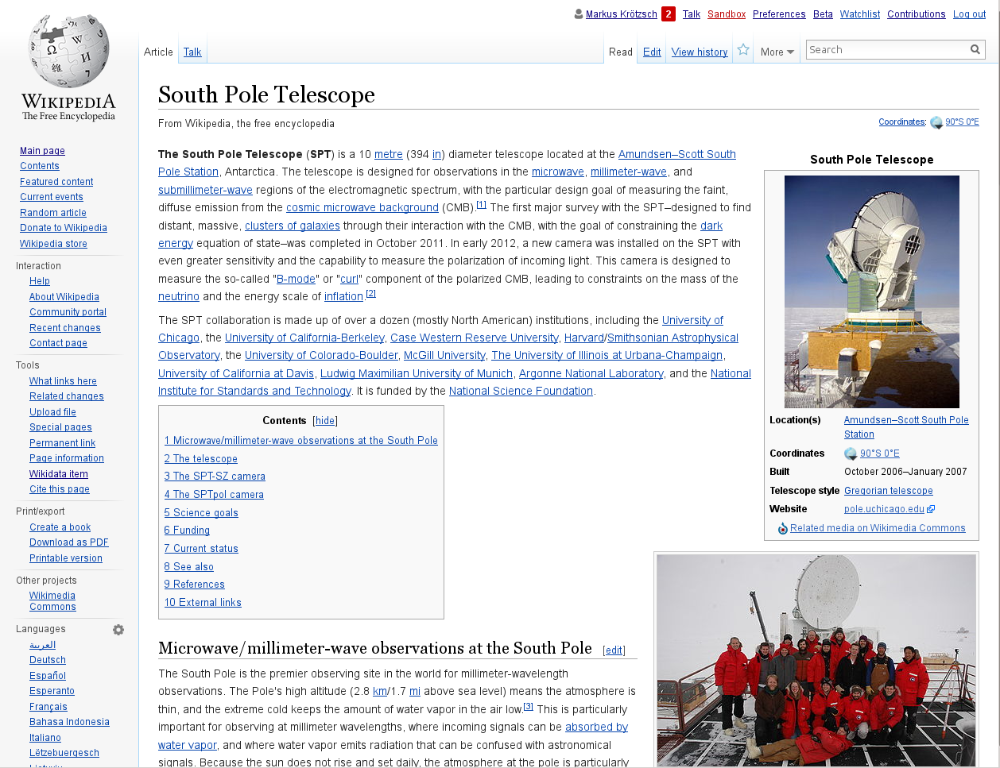 Markus Krötzsch 2 Talk Sandbox Preferences Beta Watchlist Contributions Log out
Article Talk Read Edit View history More Search
WIKIPEDIA
The Free Encyclopedia
Main page
Contents
Featured content
Current events
Random article
Donate to Wikipedia
Wikipedia store
Interaction
Help
About Wikipedia
Community portal
Recent changes
Contact page
Tools
What links here
Related changes
Upload file
Special pages
Permanent link
Page information
Wikidata item
Cite this page
Print/export
Create a book
Download as PDF
Printable version
Other projects
Wikimedia
Commons
Languages
العربية
Deutsch
Español
Esperanto
Français
Bahasa Indonesia
Italiano
Lëtzebuergesch
South Pole Telescope
From Wikipedia, the free encyclopedia
Coordinates: 90°S 0°E
The South Pole Telescope (SPT) is a 10 metre (394 in) diameter telescope located at the Amundsen–Scott South
Pole Station, Antarctica. The telescope is designed for observations in the microwave, millimeter-wave, and
submillimeter-wave regions of the electromagnetic spectrum, with the particular design goal of measuring the faint,
diffuse emission from the cosmic microwave background (CMB).[1] The first major survey with the SPT–designed to find
distant, massive, clusters of galaxies through their interaction with the CMB, with the goal of constraining the dark
energy equation of state–was completed in October 2011. In early 2012, a new camera was installed on the SPT with
even greater sensitivity and the capability to measure the polarization of incoming light. This camera is designed to
measure the so-called "B-mode" or "curl" component of the polarized CMB, leading to constraints on the mass of the
neutrino and the energy scale of inflation.[2]
The SPT collaboration is made up of over a dozen (mostly North American) institutions, including the University of
Chicago, the University of California-Berkeley, Case Western Reserve University, Harvard/Smithsonian Astrophysical
Observatory, the University of Colorado-Boulder, McGill University, The University of Illinois at Urbana-Champaign,
University of California at Davis, Ludwig Maximilian University of Munich, Argonne National Laboratory, and the National
Institute for Standards and Technology. It is funded by the National Science Foundation.
Contents [hide]
1 Microwave/millimeter-wave observations at the South Pole
2 The telescope
3 The SPT-SZ camera
4 The SPTpol camera
5 Science goals
6 Funding
7 Current status
8 See also
9 References
10 External links
South Pole Telescope
Location(s) Amundsen–Scott South Pole
Station
Coordinates 90°S 0°E
Built October 2006–January 2007
Telescope style Gregorian telescope
Website pole.uchicago.edu
Related media on Wikimedia Commons
Microwave/millimeter-wave observations at the South Pole [edit]
The South Pole is the premier observing site in the world for millimeter-wavelength
observations. The Pole's high altitude (2.8 km/1.7 mi above sea level) means the atmosphere is
thin, and the extreme cold keeps the amount of water vapor in the air low.[3] This is particularly
important for observing at millimeter wavelengths, where incoming signals can be absorbed by
water vapor, and where water vapor emits radiation that can be confused with astronomical
signals. Because the sun does not rise and set daily, the atmosphere at the pole is particularly